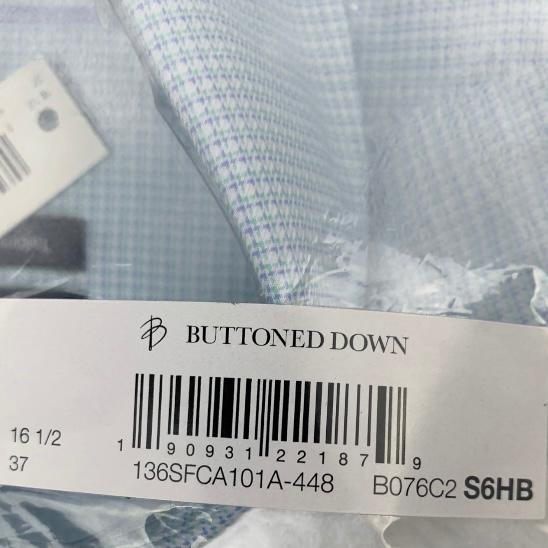 BUTTONED DOWN
16 1/2
37
1 90931 22187 9
136SFCA101A-448
B076C2 S6HB